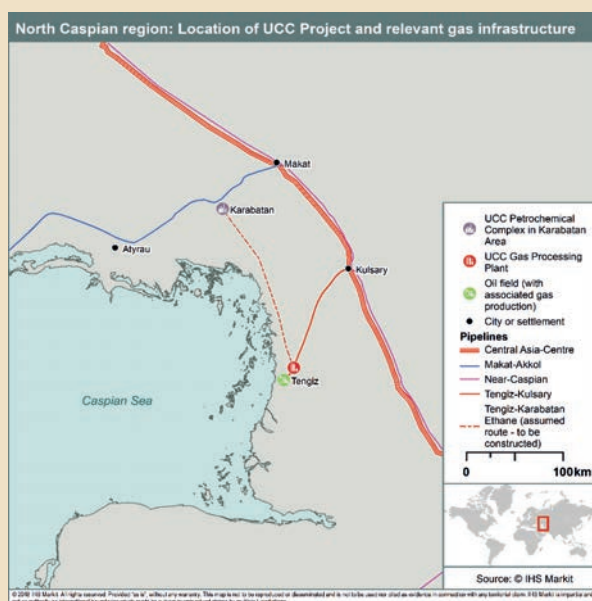 North Caspian region: Location of UCC Project and relevant gas infrastructure
Makat
Karabatan
Atyrau
Kulsary
Tengiz
Caspian Sea
UCC Petrochemical
Complex in Karabatan
Area
UCC Gas Processing
Plant
Oil field (with
associated gas
production)
City or settlement
Pipelines
Central Asia-Centre
Makat-Akkol
Near-Caspian
Tengiz-Kulsary
Tengiz-Karabatan
Ethane (assumed
route - to be
constructed)
0 100 km
Source: © IHS Markit